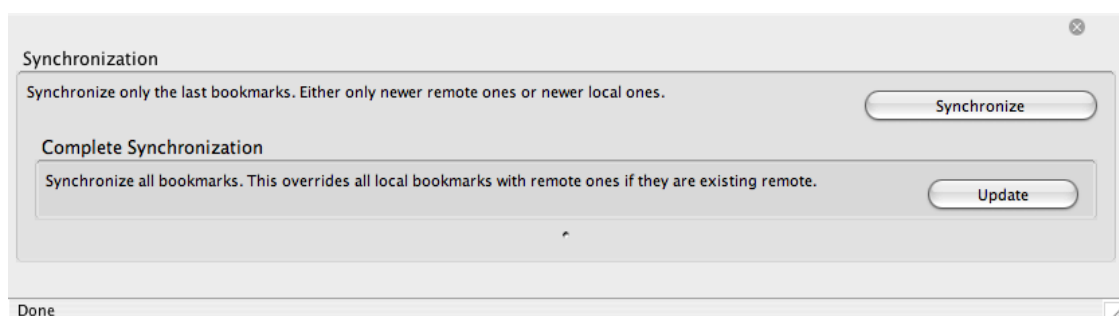 Synchronization
Synchronize only the last bookmarks. Either only newer remote ones or newer local ones.
Synchronize
Complete Synchronization
Synchronize all bookmarks. This overrides all local bookmarks with remote ones if they are existing remote.
Update
Done